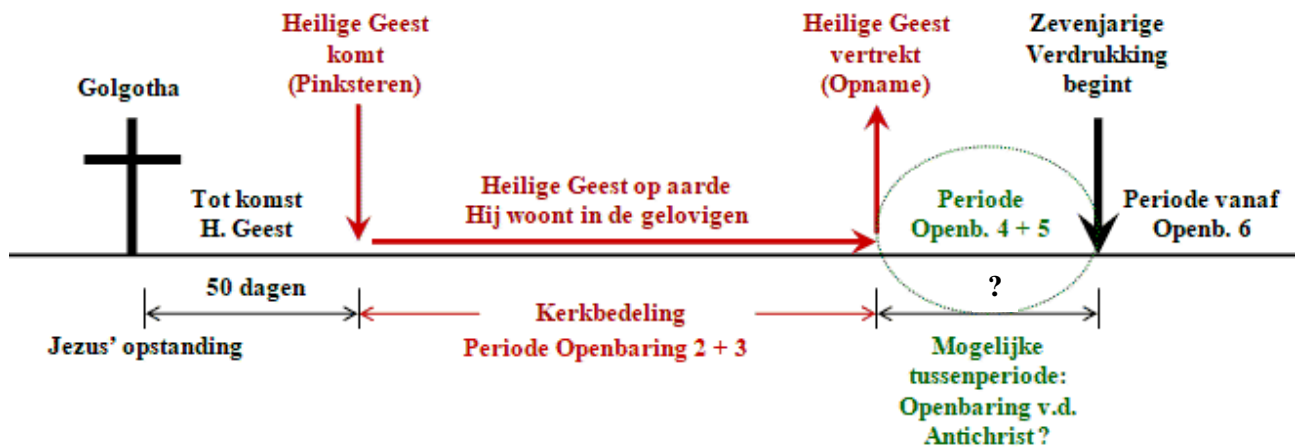 Golgotha
Heilige Geest
komt
(Pinksteren)
Heilige Geest
vertrekt
(Opname)
Zevenjarige
Verdrukking
begint
Tot komst
H. Geest
Heilige Geest op aarde
Hij woont in de gelovigen
Periode
Openb. 4 + 5
Periode vanaf
Openb. 6
50 dagen
Jezus’ opstanding
Kerkbedeling
Periode Openbaring 2 + 3
?
Mogelijke
tussenperiode:
Openbaring v.d.
Antichrist?